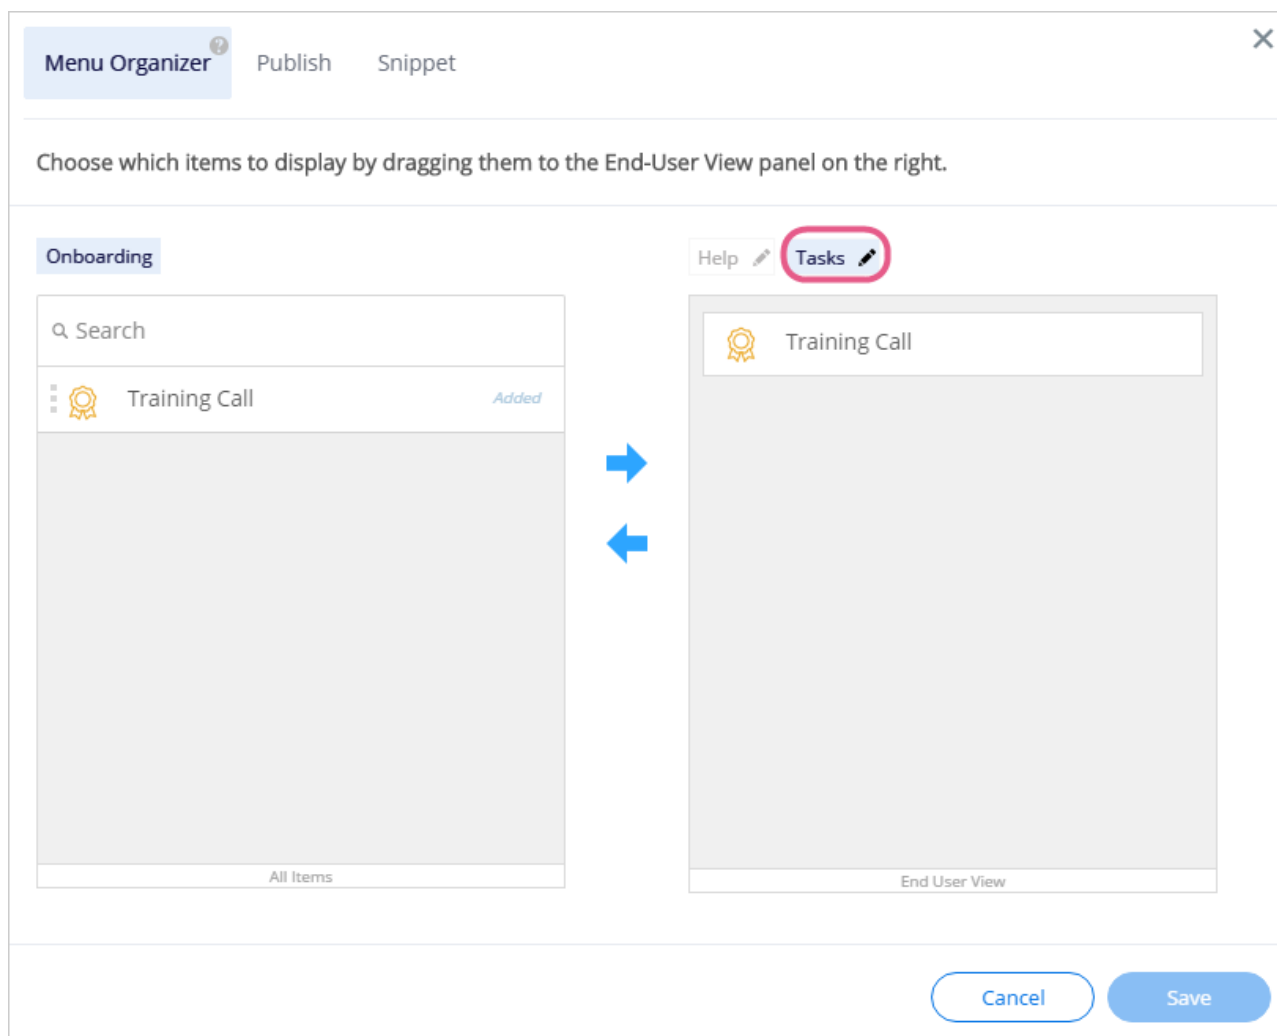 Menu Organizer ? Publish Snippet
Choose which items to display by dragging them to the End-User View panel on the right.
Onboarding
Help Tasks
Search
Training Call Added
Training Call
All Items
End User View
Cancel Save